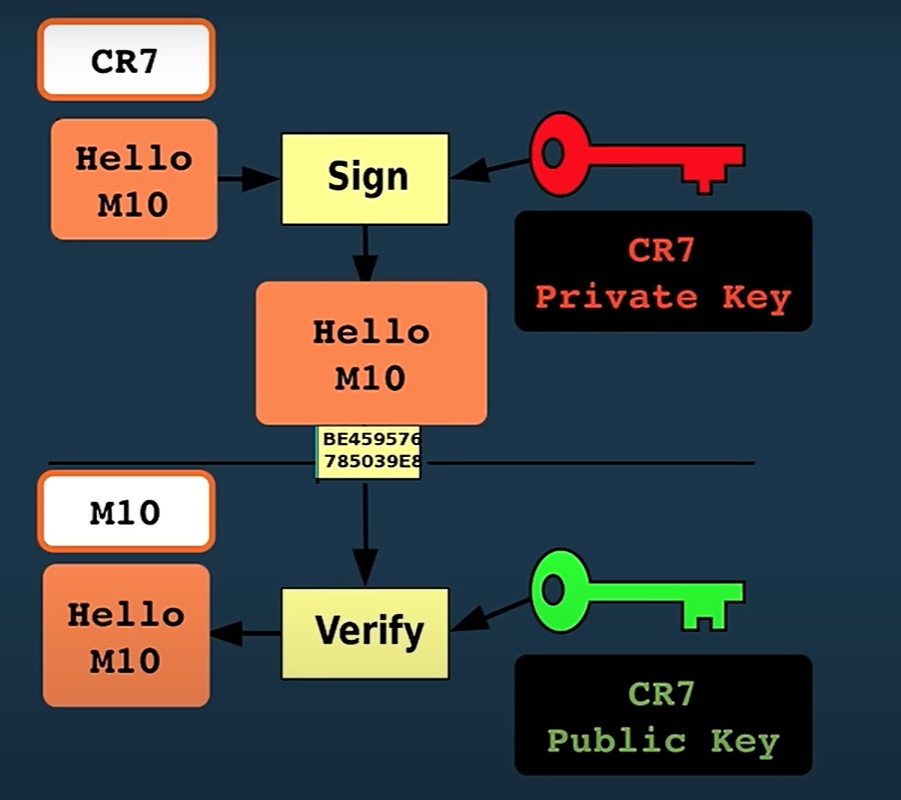 CR7
Hello
M10
Sign
CR7
Private Key
Hello
M10
BE459576
785039E8
M10
Hello
M10
Verify
CR7
Public Key